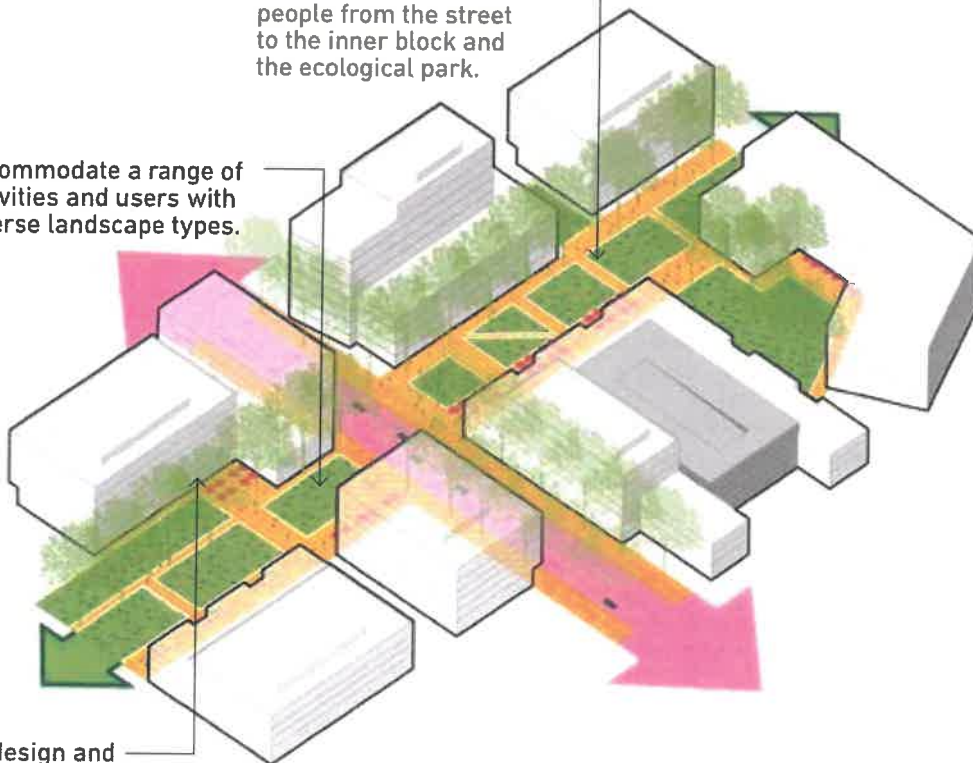 people from the street
to the inner block and
the ecological park.
ommodate a range of
vities and users with
erse landscape types.
design and